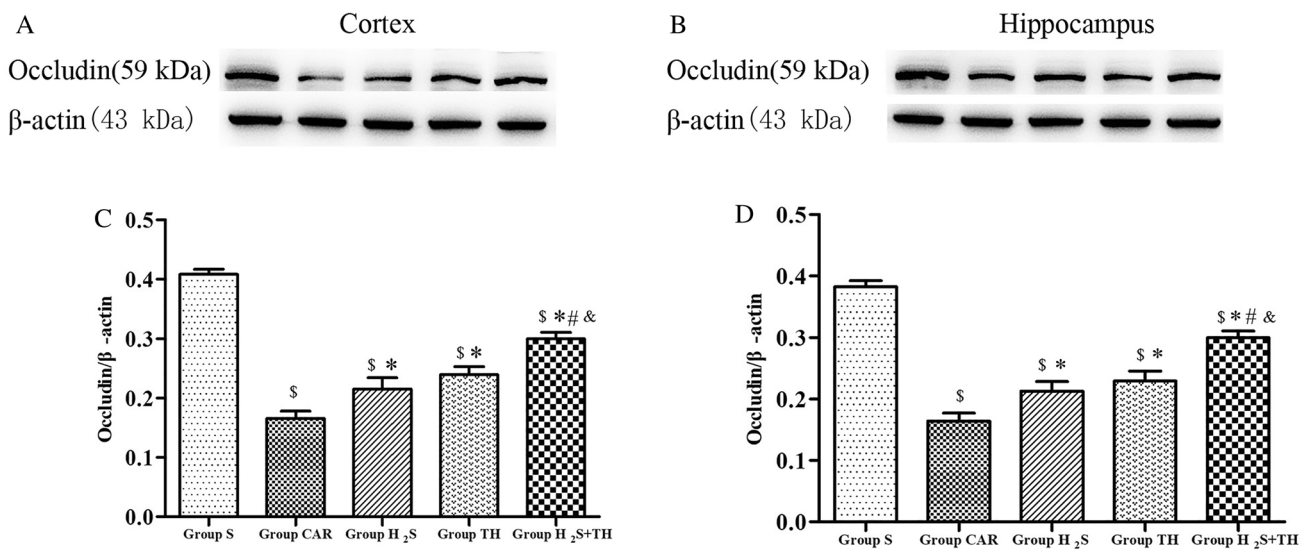 A Cortex
Occludin(59 kDa)
β-actin(43 kDa)
B Hippocampus
Occludin(59 kDa)
β-actin(43 kDa)
C
Occludin/β -actin
0.5
0.4
0.3
0.2
0.1
0.0
$
$ *
$ *
$ *# &
Group S Group CAR Group H 2S Group TH Group H 2S+TH
D
Occludin/β -actin
0.5
0.4
0.3
0.2
0.1
0.0
$
$ *
$ *
$ *# &
Group S Group CAR Group H 2S Group TH Group H 2S+TH